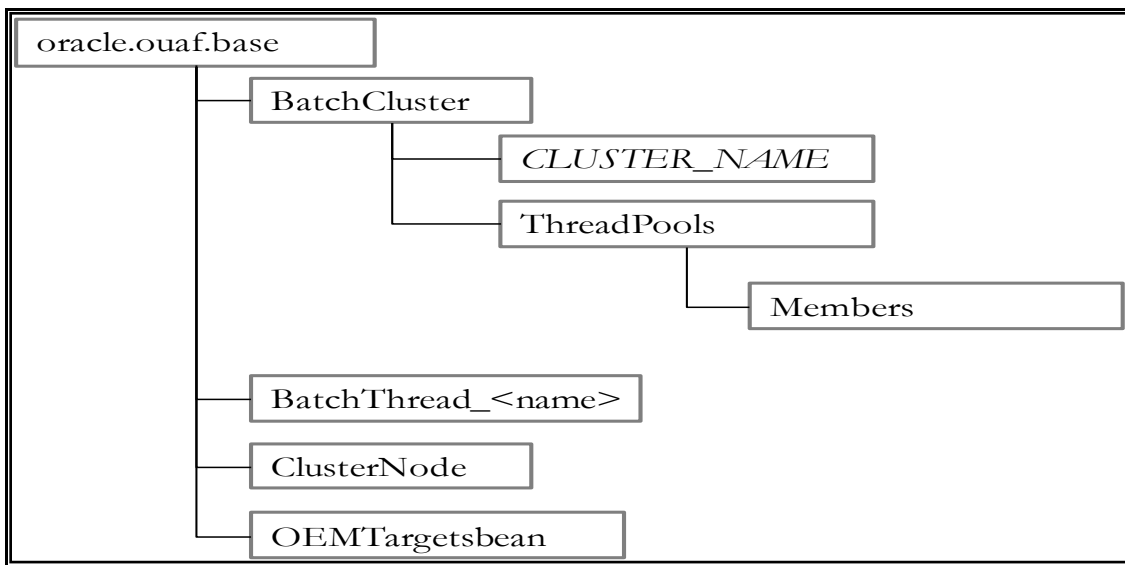 oracle.ouaf.base
BatchCluster
CLUSTER_NAME
ThreadPools
Members
BatchThread_<name>
ClusterNode
OEMTargetsbean